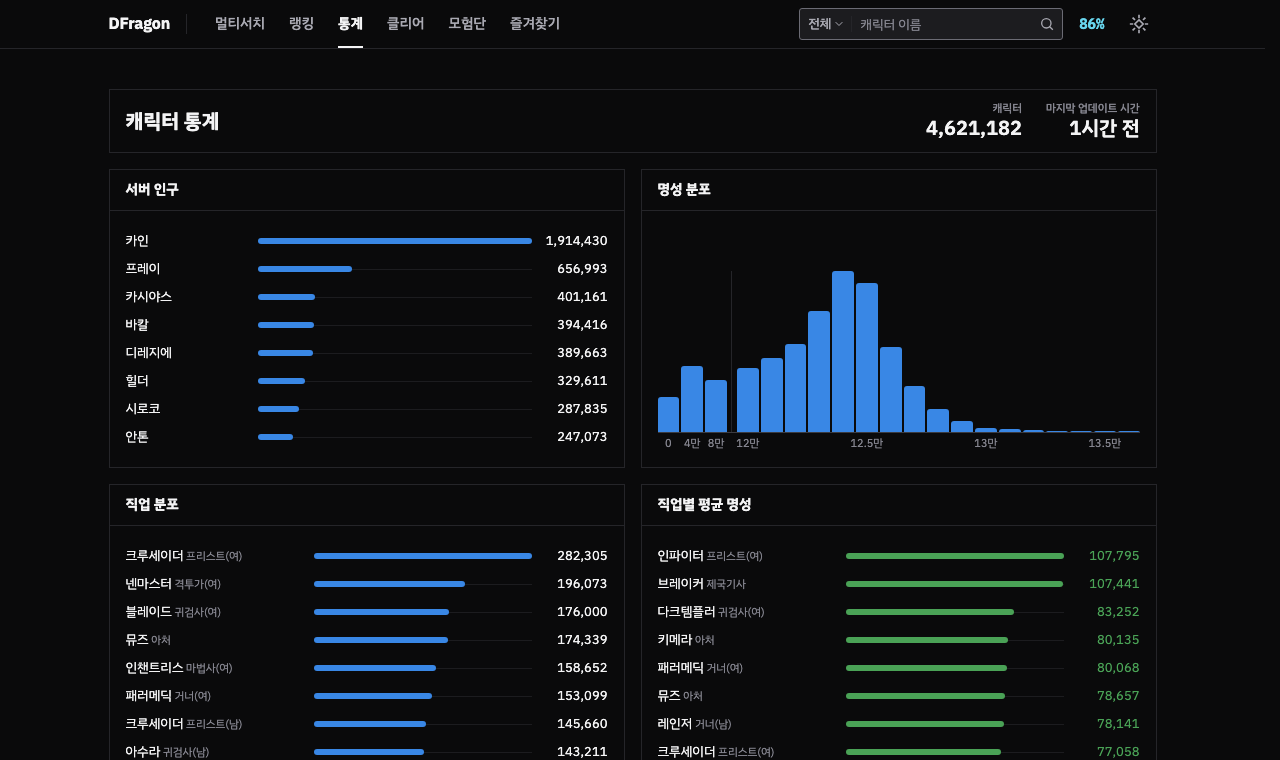 DFragon 멀티서치 랭킹 통계 클리어 모험단 즐겨찾기 전체 캐릭터 이름 86%
캐릭터 통계
캐릭터 4,621,182
마지막 업데이트 시간 1시간 전
서버 인구
카인 1,914,430
프레이 656,993
카시야스 401,161
바칼 394,416
디레지에 389,663
힐더 329,611
시로코 287,835
안톤 247,073
명성 분포
0 4만 8만 12만 12.5만 13만 13.5만
직업 분포
크루세이더 프리스트(여) 282,305
넨마스터 격투가(여) 196,073
블레이드 귀검사(여) 176,000
뮤즈 아처 174,339
인챈트리스 마법사(여) 158,652
패러메딕 거너(여) 153,099
크루세이더 프리스트(남) 145,660
아수라 귀검사(남) 143,211
직업별 평균 명성
인파이터 프리스트(여) 107,795
브레이커 제국기사 107,441
다크템플러 귀검사(여) 83,252
키메라 아처 80,135
패러메딕 거너(여) 80,068
뮤즈 아처 78,657
레인저 거너(남) 78,141
크루세이더 프리스트(여) 77,058